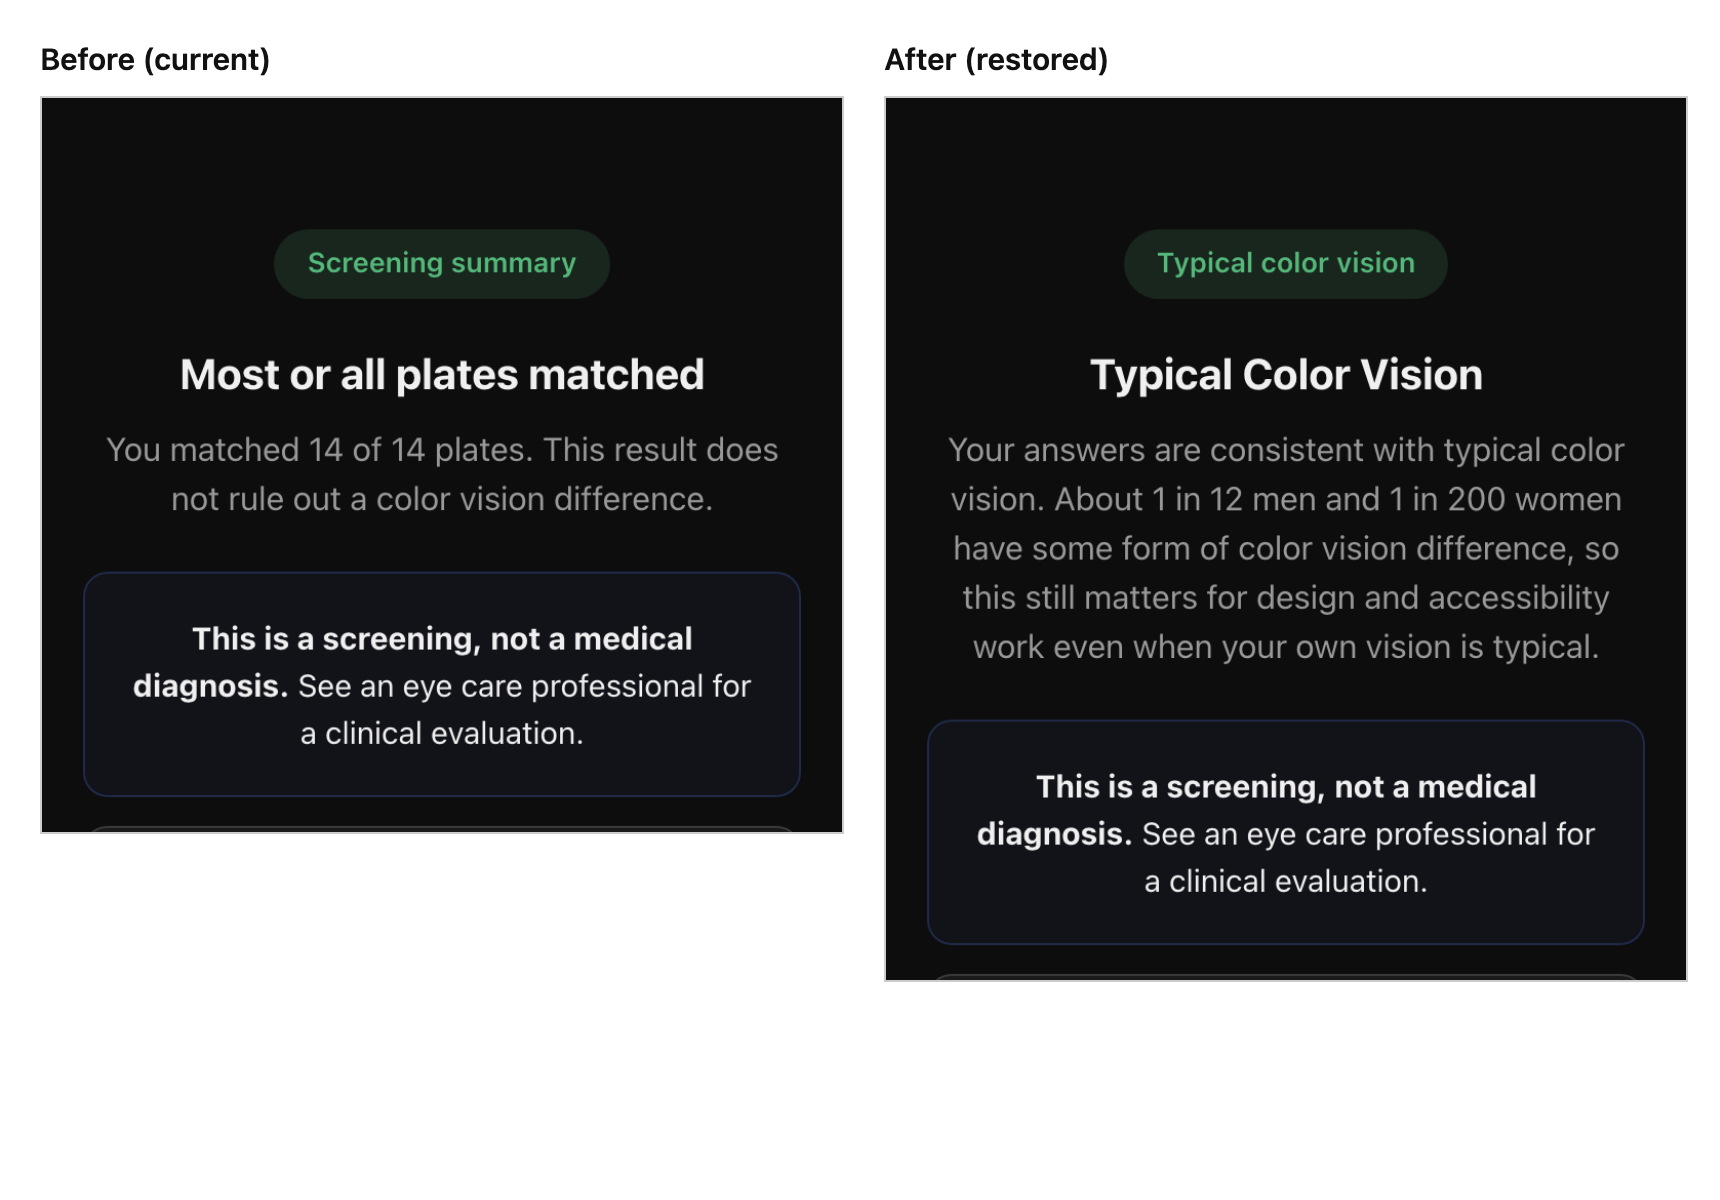 Before (current)
Screening summary
Most or all plates matched
You matched 14 of 14 plates. This result does
not rule out a color vision difference.
This is a screening, not a medical
diagnosis. See an eye care professional for
a clinical evaluation.
After (restored)
Typical color vision
Typical Color Vision
Your answers are consistent with typical color
vision. About 1 in 12 men and 1 in 200 women
have some form of color vision difference, so
this still matters for design and accessibility
work even when your own vision is typical.
This is a screening, not a medical
diagnosis. See an eye care professional for
a clinical evaluation.